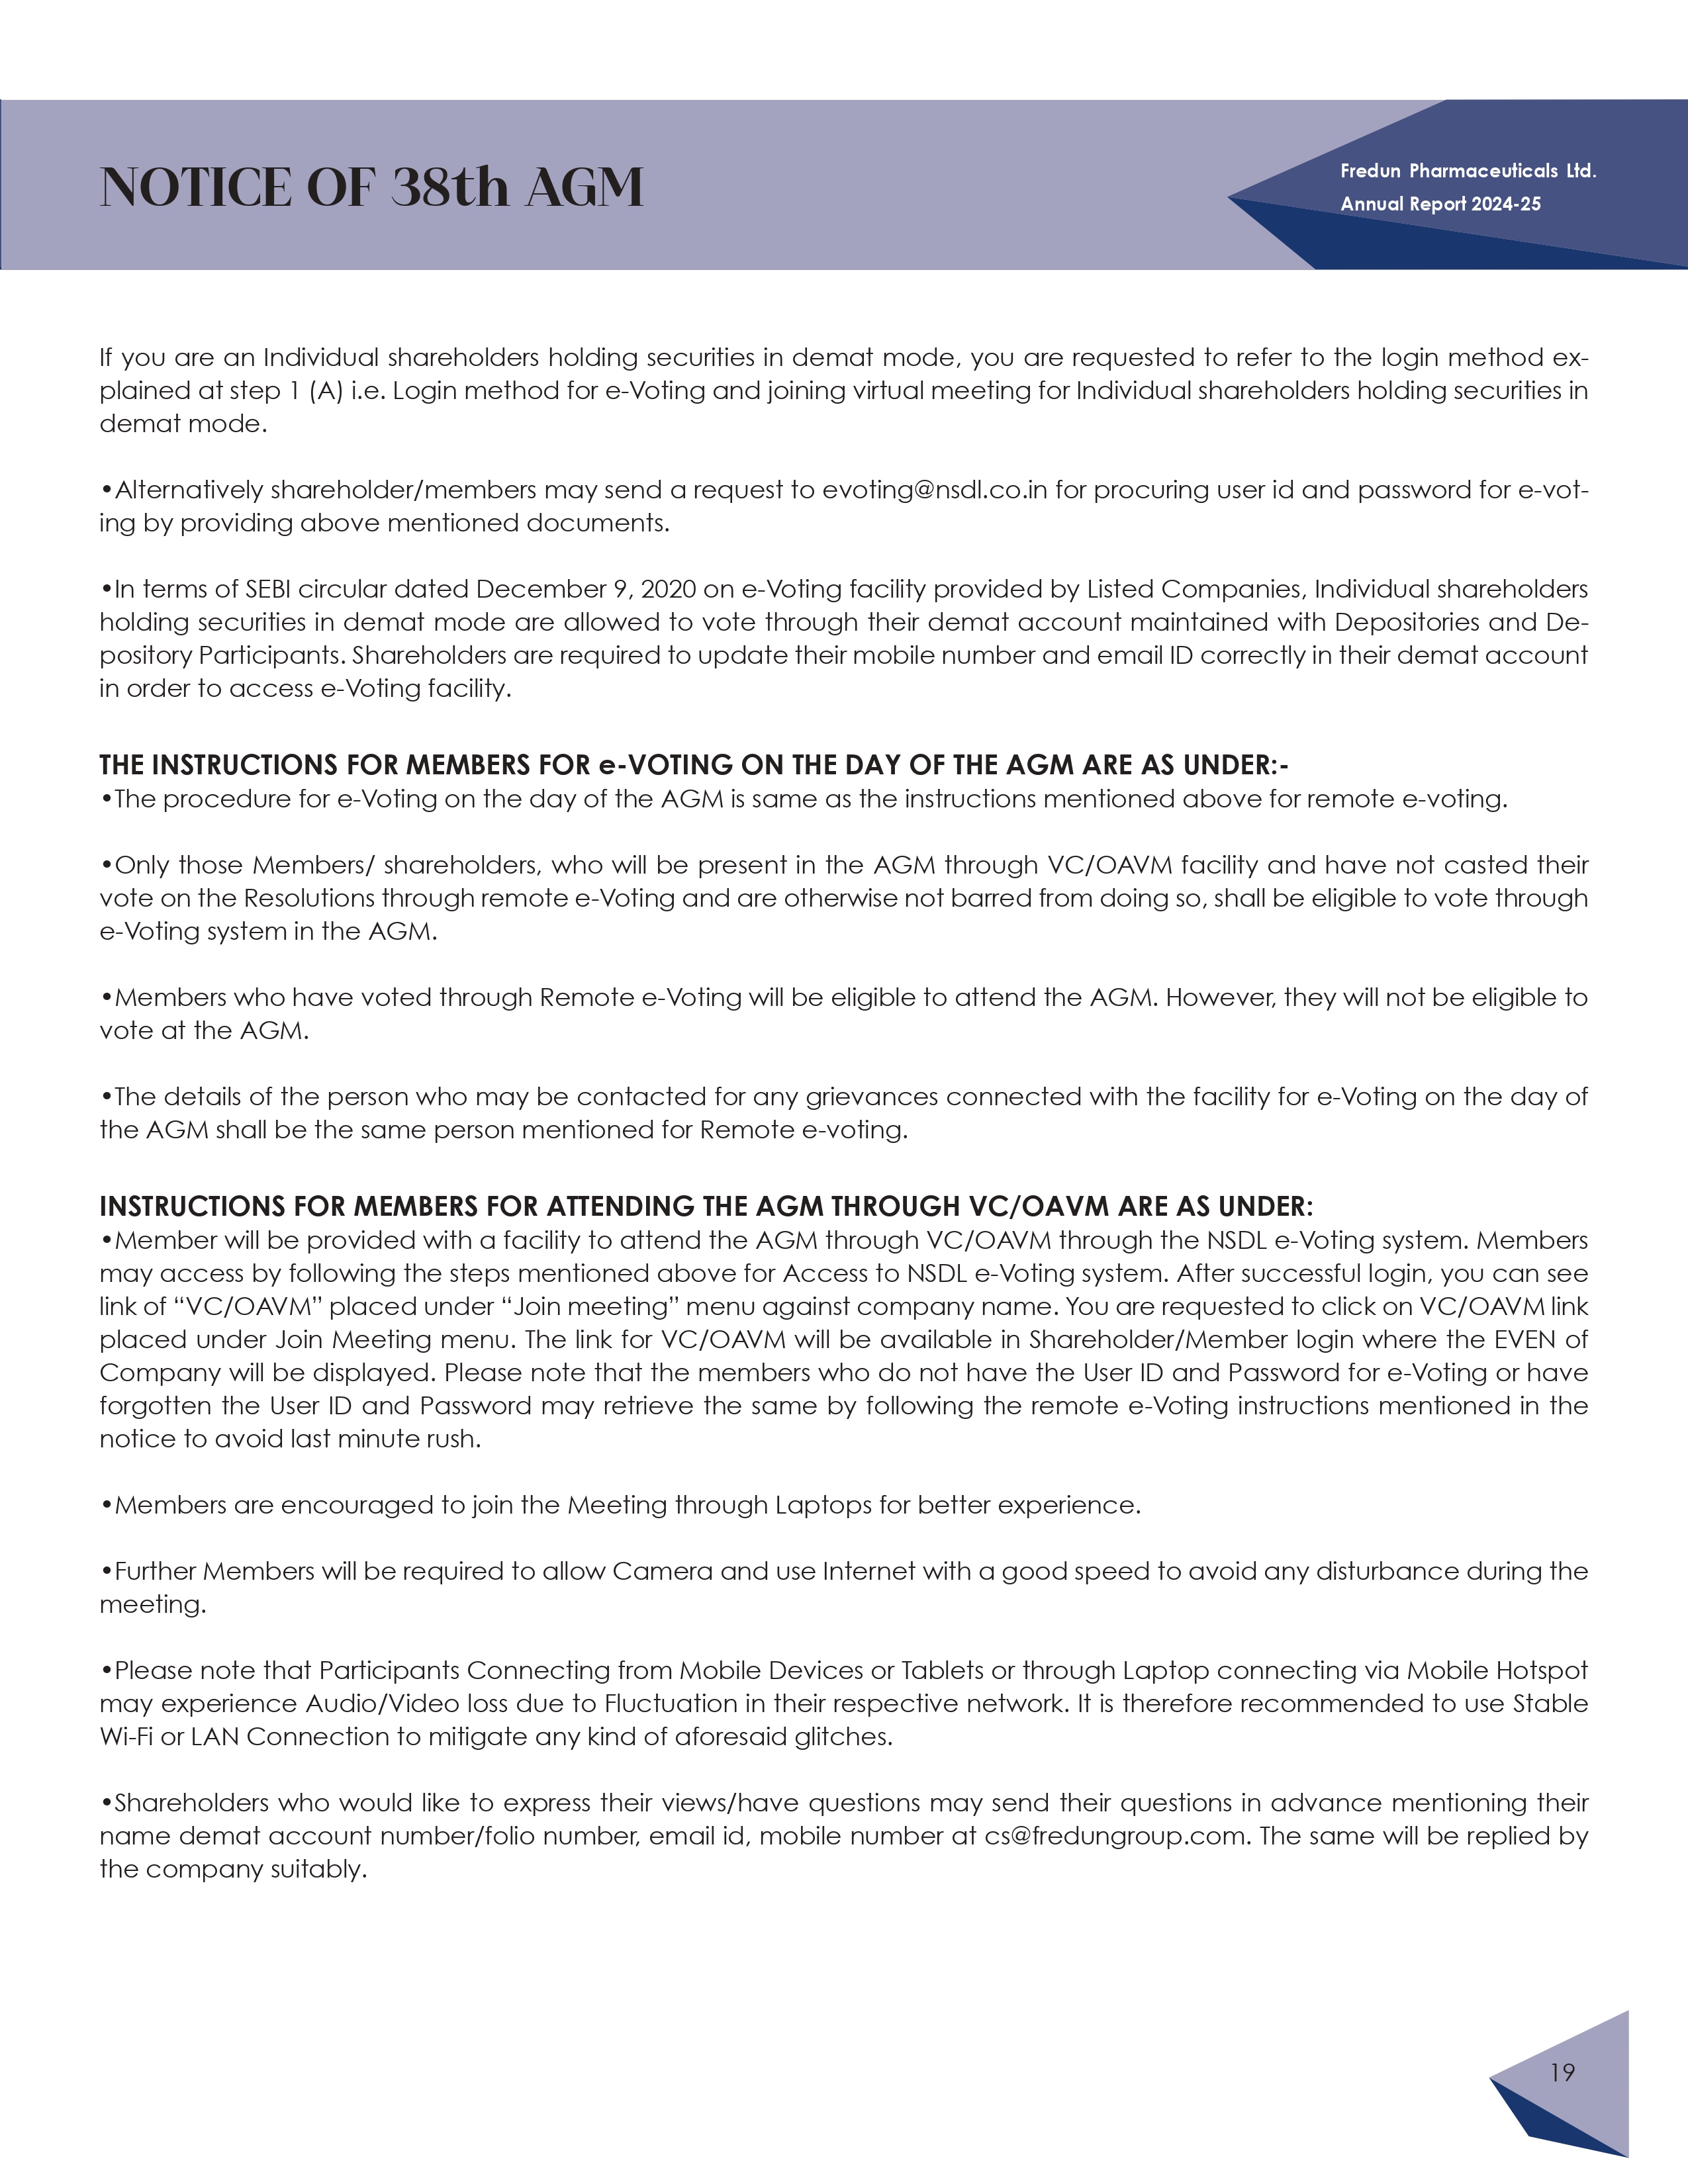 NOTICE OF 38th AGM
Fredun Pharmaceuticals Ltd.
Annual Report 2024-25
If you are an Individual shareholders holding securities in demat mode, you are requested to refer to the login method ex-
plained at step 1 (A) i.e. Login method for e-Voting and joining virtual meeting for Individual shareholders holding securities in
demat mode.
•Alternatively shareholder/members may send a request to evoting@nsdl.co.in for procuring user id and password for e-vot-
ing by providing above mentioned documents.
•In terms of SEBI circular dated December 9, 2020 on e-Voting facility provided by Listed Companies, Individual shareholders
holding securities in demat mode are allowed to vote through their demat account maintained with Depositories and De-
pository Participants. Shareholders are required to update their mobile number and email ID correctly in their demat account
in order to access e-Voting facility.
THE INSTRUCTIONS FOR MEMBERS FOR e-VOTING ON THE DAY OF THE AGM ARE AS UNDER:-
•The procedure for e-Voting on the day of the AGM is same as the instructions mentioned above for remote e-voting.
•Only those Members/ shareholders, who will be present in the AGM through VC/OAVM facility and have not casted their
vote on the Resolutions through remote e-Voting and are otherwise not barred from doing so, shall be eligible to vote through
e-Voting system in the AGM.
•Members who have voted through Remote e-Voting will be eligible to attend the AGM. However, they will not be eligible to
vote at the AGM.
•The details of the person who may be contacted for any grievances connected with the facility for e-Voting on the day of
the AGM shall be the same person mentioned for Remote e-voting.
INSTRUCTIONS FOR MEMBERS FOR ATTENDING THE AGM THROUGH VC/OAVM ARE AS UNDER:
•Member will be provided with a facility to attend the AGM through VC/OAVM through the NSDL e-Voting system. Members
may access by following the steps mentioned above for Access to NSDL e-Voting system. After successful login, you can see
link of “VC/OAVM” placed under “Join meeting” menu against company name. You are requested to click on VC/OAVM link
placed under Join Meeting menu. The link for VC/OAVM will be available in Shareholder/Member login where the EVEN of
Company will be displayed. Please note that the members who do not have the User ID and Password for e-Voting or have
forgotten the User ID and Password may retrieve the same by following the remote e-Voting instructions mentioned in the
notice to avoid last minute rush.
•Members are encouraged to join the Meeting through Laptops for better experience.
•Further Members will be required to allow Camera and use Internet with a good speed to avoid any disturbance during the
meeting.
•Please note that Participants Connecting from Mobile Devices or Tablets or through Laptop connecting via Mobile Hotspot
may experience Audio/Video loss due to Fluctuation in their respective network. It is therefore recommended to use Stable
Wi-Fi or LAN Connection to mitigate any kind of aforesaid glitches.
•Shareholders who would like to express their views/have questions may send their questions in advance mentioning their
name demat account number/folio number, email id, mobile number at cs@fredungroup.com. The same will be replied by
the company suitably.
19